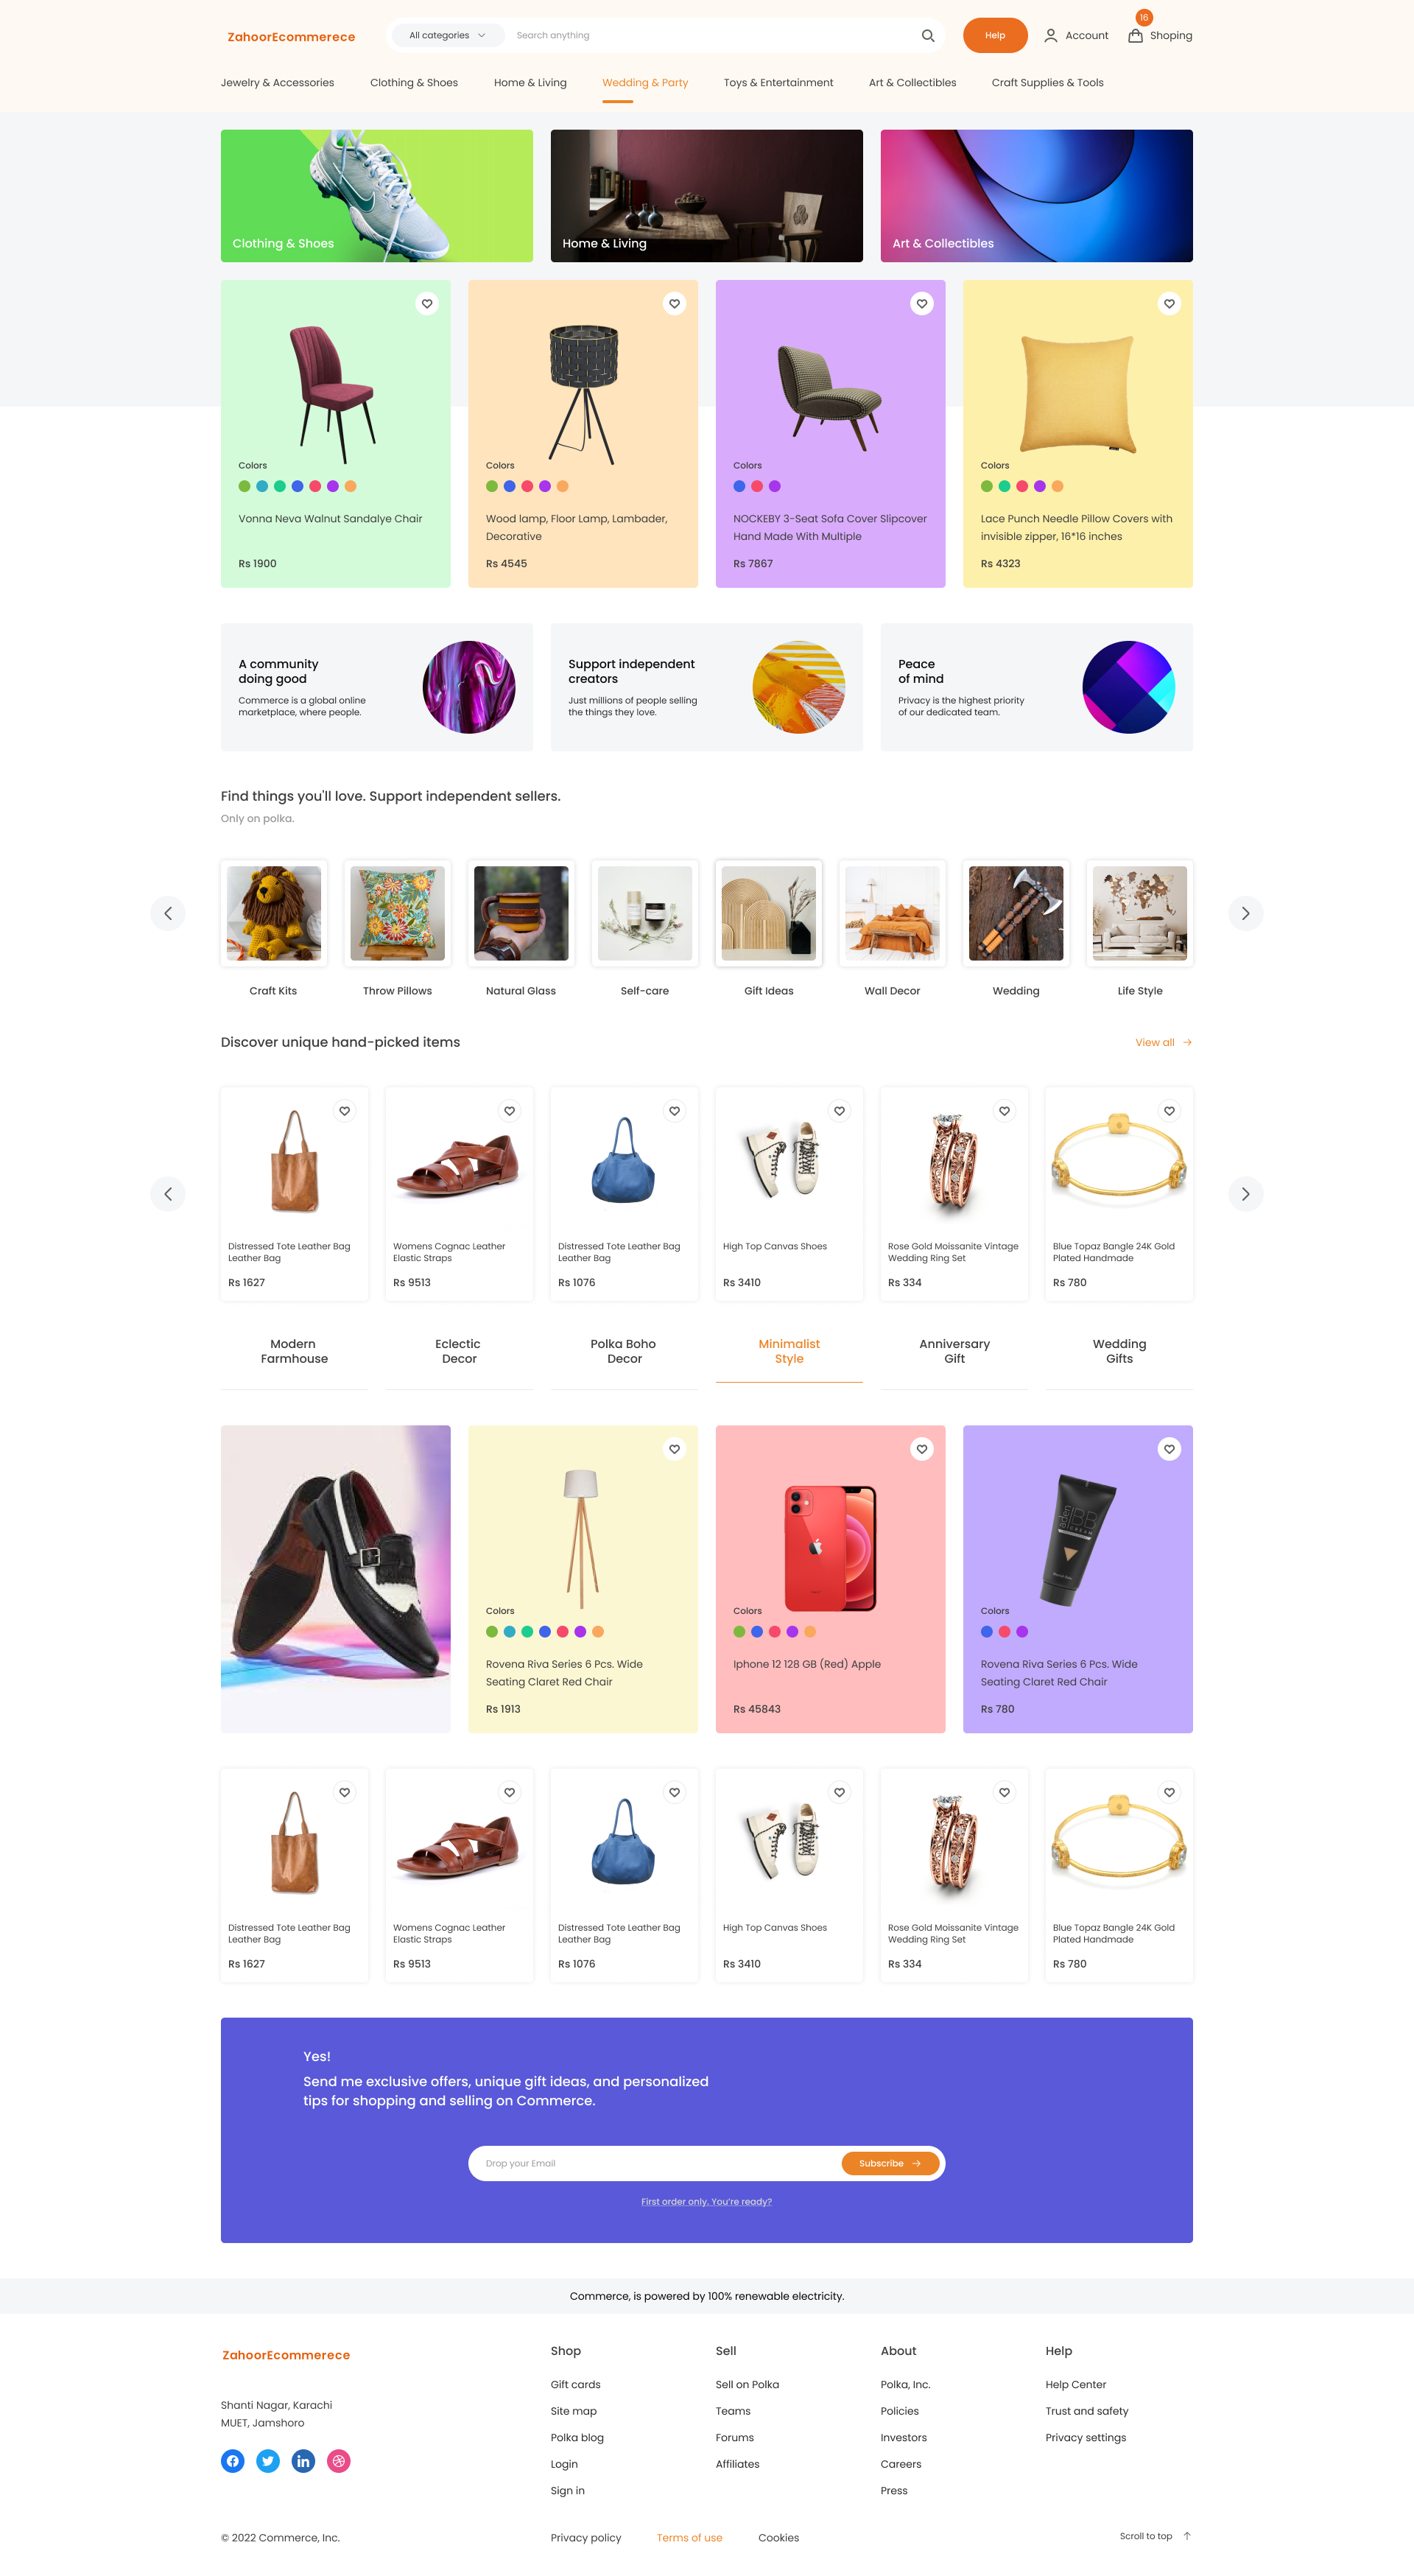 ZahoorEcommerece
All categories
Search anything
Help
Account
16
Shoping
Jewelry & Accessories
Clothing & Shoes
Home & Living
Wedding & Party
Toys & Entertainment
Art & Collectibles
Craft Supplies & Tools
Clothing & Shoes
Home & Living
Art & Collectibles
Colors
Vonna Neva Walnut Sandalye Chair
Rs 1900
Colors
Wood lamp, Floor Lamp, Lambader,
Decorative
Rs 4545
Colors
NOCKEBY 3-Seat Sofa Cover Slipcover
Hand Made With Multiple
Rs 7867
Colors
Lace Punch Needle Pillow Covers with
invisible zipper, 16*16 inches
Rs 4323
A community
doing good
Commerce is a global online
marketplace, where people.
Support independent
creators
Just millions of people selling
the things they love.
Peace
of mind
Privacy is the highest priority
of our dedicated team.
Find things you'll love. Support independent sellers.
Only on polka.
Craft Kits
Throw Pillows
Natural Glass
Self-care
Gift Ideas
Wall Decor
Wedding
Life Style
Discover unique hand-picked items
View all
Distressed Tote Leather Bag
Leather Bag
Rs 1627
Womens Cognac Leather
Elastic Straps
Rs 9513
Distressed Tote Leather Bag
Leather Bag
Rs 1076
High Top Canvas Shoes
Rs 3410
Rose Gold Moissanite Vintage
Wedding Ring Set
Rs 334
Blue Topaz Bangle 24K Gold
Plated Handmade
Rs 780
Modern
Farmhouse
Eclectic
Decor
Polka Boho
Decor
Minimalist
Style
Anniversary
Gift
Wedding
Gifts
Colors
Rovena Riva Series 6 Pcs. Wide
Seating Claret Red Chair
Rs 1913
Colors
Iphone 12 128 GB (Red) Apple
Rs 45843
BB
CREAM
Colors
Rovena Riva Series 6 Pcs. Wide
Seating Claret Red Chair
Rs 780
Distressed Tote Leather Bag
Leather Bag
Rs 1627
Womens Cognac Leather
Elastic Straps
Rs 9513
Distressed Tote Leather Bag
Leather Bag
Rs 1076
High Top Canvas Shoes
Rs 3410
Rose Gold Moissanite Vintage
Wedding Ring Set
Rs 334
Blue Topaz Bangle 24K Gold
Plated Handmade
Rs 780
Yes!
Send me exclusive offers, unique gift ideas, and personalized
tips for shopping and selling on Commerce.
Drop your Email
Subscribe
First order only. You're ready?
Commerce, is powered by 100% renewable electricity.
ZahoorEcommerece
Shanti Nagar, Karachi
MUET, Jamshoro
in
Shop
Gift cards
Site map
Polka blog
Login
Sign in
Sell
Sell on Polka
Teams
Forums
Affiliates
About
Polka, Inc.
Policies
Investors
Careers
Press
Help
Help Center
Trust and safety
Privacy settings
© 2022 Commerce, Inc.
Privacy policy
Terms of use
Cookies
Scroll to top